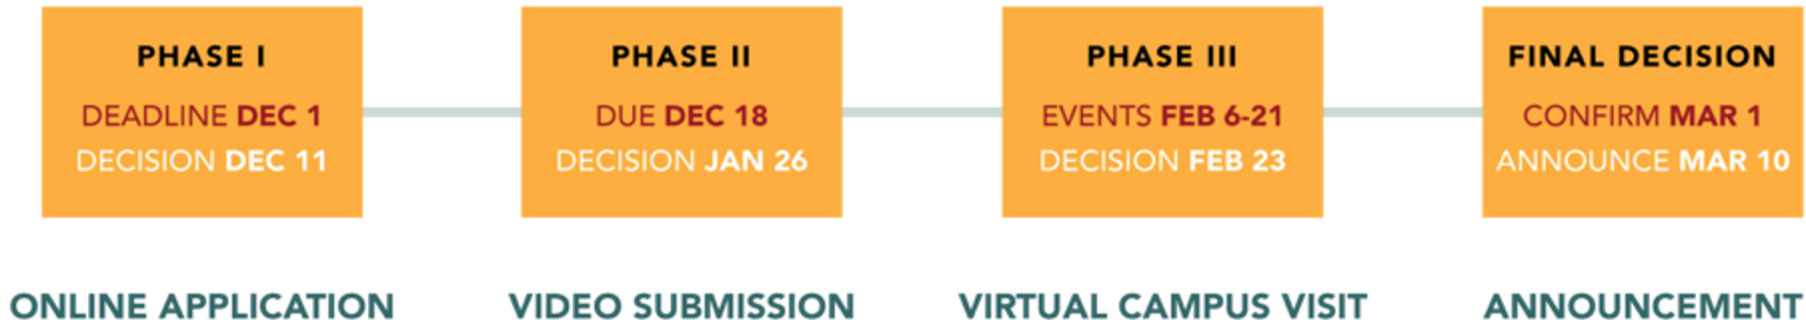 PHASE I
DEADLINE DEC 1
DECISION DEC 11
ONLINE APPLICATION
PHASE II
DUE DEC 18
DECISION JAN 26
VIDEO SUBMISSION
PHASE III
EVENTS FEB 6-21
DECISION FEB 23
VIRTUAL CAMPUS VISIT
FINAL DECISION
CONFIRM MAR 1
ANNOUNCE MAR 10
ANNOUNCEMENT